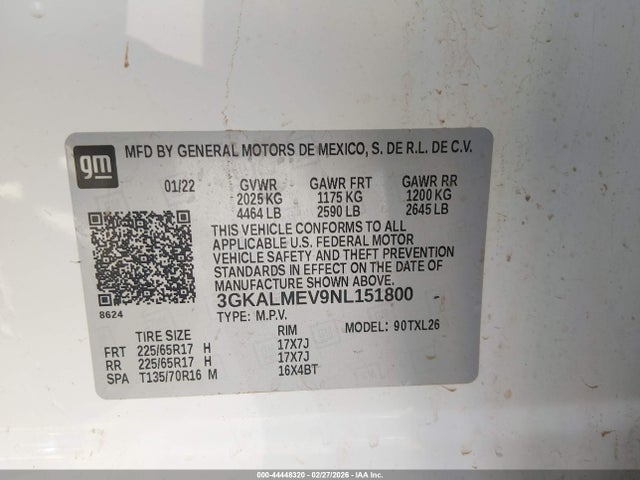 gm
MFD BY GENERAL MOTORS DE MEXICO, S. DE R.L. DE C.V.
01/22 GVWR GAWR FRT GAWR RR
2025 KG 1175 KG 1200 KG
4464 LB 2590 LB 2645 LB
THIS VEHICLE CONFORMS TO ALL
APPLICABLE U.S. FEDERAL MOTOR
VEHICLE SAFETY AND THEFT PREVENTION
STANDARDS IN EFFECT ON THE DATE OF
MANUFACTURE SHOWN ABOVE.
3GKALMEV9NL151800
8624
TYPE: M.P.V. MODEL: 90TXL26
TIRE SIZE RIM
FRT 225/65R17 H 17X7J
RR 225/65R17 H 17X7J
SPA T135/70R16 M 16X4BT
000-44448320 - 02/27/2026 - IAA, Inc.